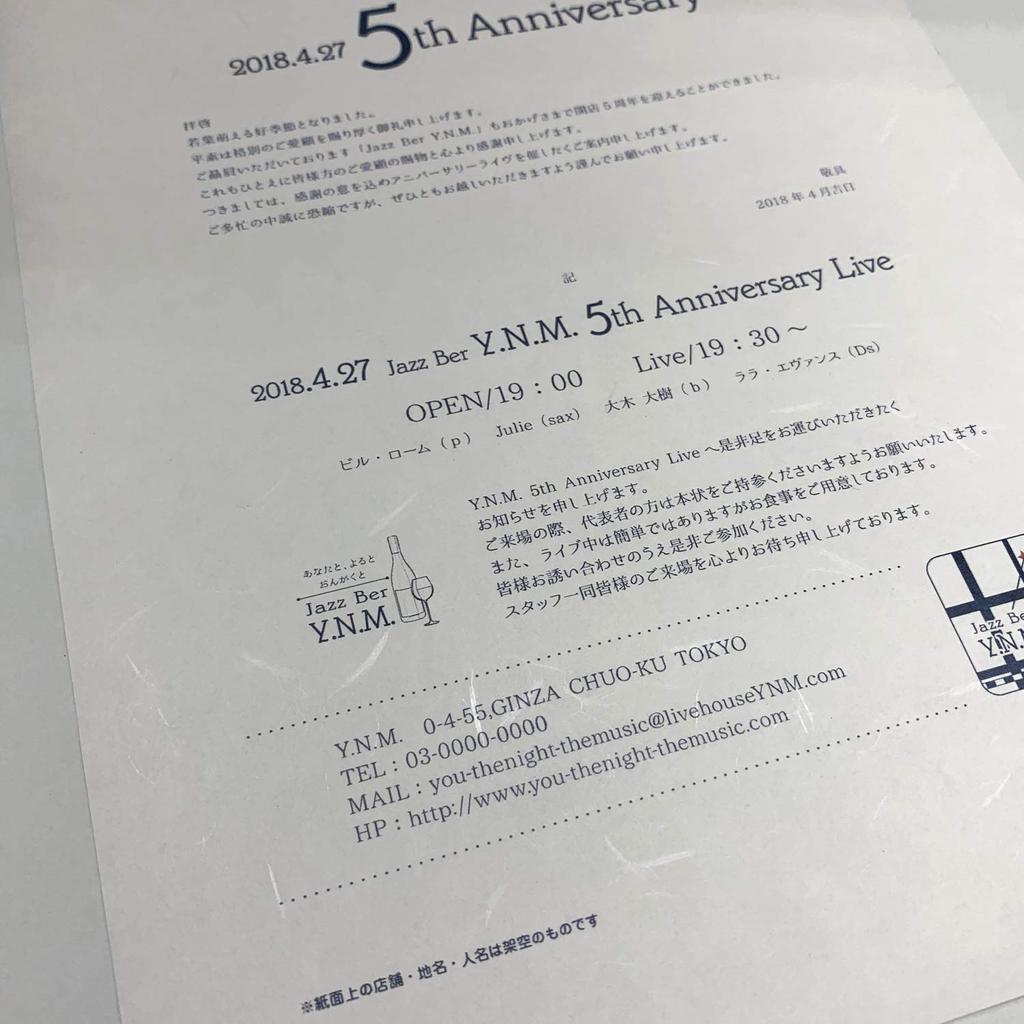 2018.4.27 5th Anniversary
拝啓
若葉萌える好季節となりました。
平素は格別のご愛顧を賜り厚く御礼申し上げます。
ご贔屓いただいております「Jazz Ber Y.N.M.」もおかげさまで開店5周年を迎えることができました。
これもひとえに皆様方のご愛顧の賜物と心より感謝申し上げます。
つきましては、感謝の意を込めアニバーサリーライヴを催したくご案内申し上げます。
ご多忙の中誠に恐縮ですが、ぜひともお越しいただきますよう謹んでお願い申し上げます。
敬具
2018年4月吉日
記
2018.4.27 Jazz Ber Y.N.M. 5th Anniversary Live
OPEN/19：00 Live/19：30～
ビル・ローム（p） Julie（sax） 大木 大樹（b） ララ・エヴァンス（Ds）
Y.N.M. 5th Anniversary Live へ是非足をお運びいただきたく
お知らせを申し上げます。
ご来場の際、代表者の方は本状をご持参くださいますようお願いいたします。
また、ライブ中は簡単ではありますがお食事をご用意しております。
皆様お誘い合わせのうえ是非ご参加ください。
スタッフ一同皆様のご来場を心よりお待ち申し上げております。
あなたと、よると
おんがくと
Jazz Ber
Y.N.M.
Jazz Be
Y.N.
Y.N.M. 0-4-55,GINZA CHUO-KU TOKYO
TEL : 03-0000-0000
MAIL : you-thenight-themusic@livehouseYNM.com
HP : http://www.you-thenight-themusic.com
※紙面上の店舗・地名・人名は架空のものです